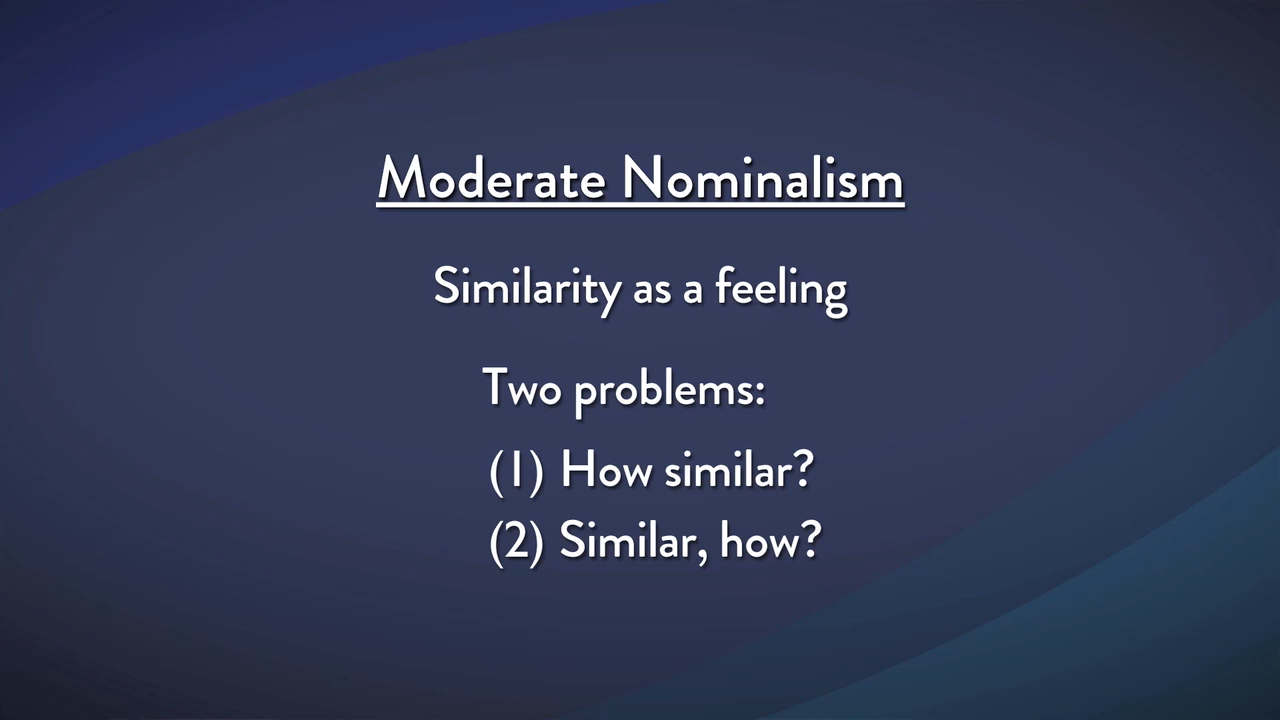 Moderate Nominalism
Similarity as a feeling
Two problems:
(1) How similar?
(2) Similar, how?